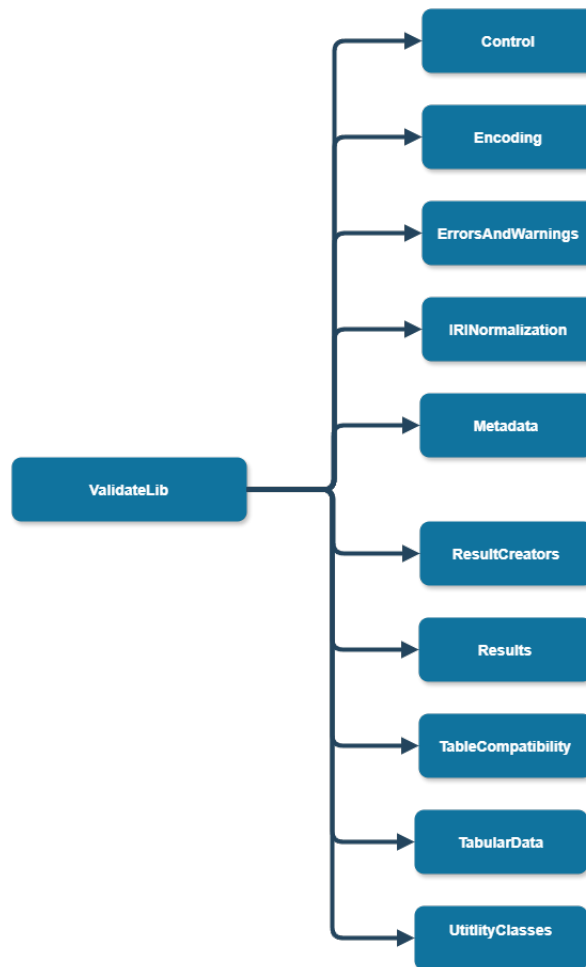 Control
Encoding
ErrorsAndWarnings
IRINormalization
Metadata
ValidateLib
ResultCreators
Results
TableCompatibility
TabularData
UtitlityClasses